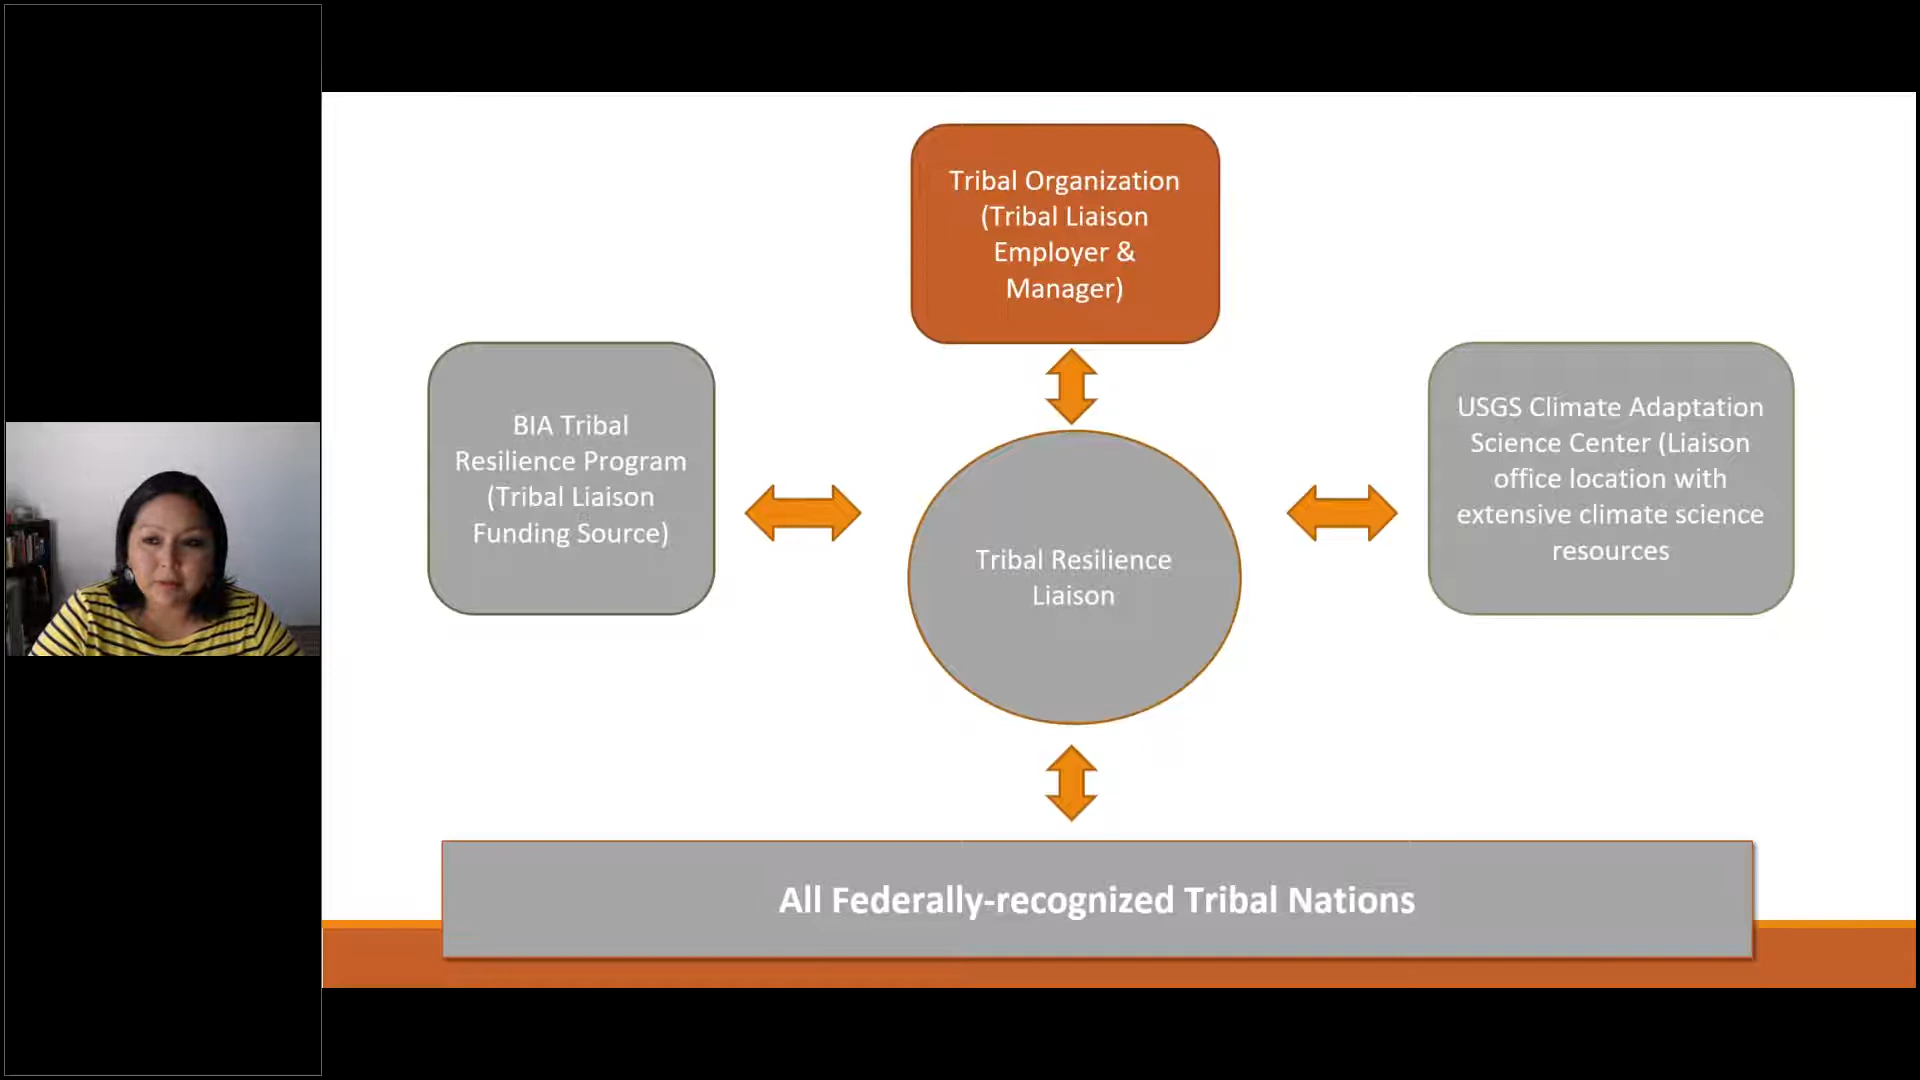 Tribal Organization
(Tribal Liaison
Employer &
Manager)
BIA Tribal
Resilience Program
(Tribal Liaison
Funding Source)
USGS Climate Adaptation
Science Center (Liaison
office location with
extensive climate science
resources
Tribal Resilience
Liaison
All Federally-recognized Tribal Nations